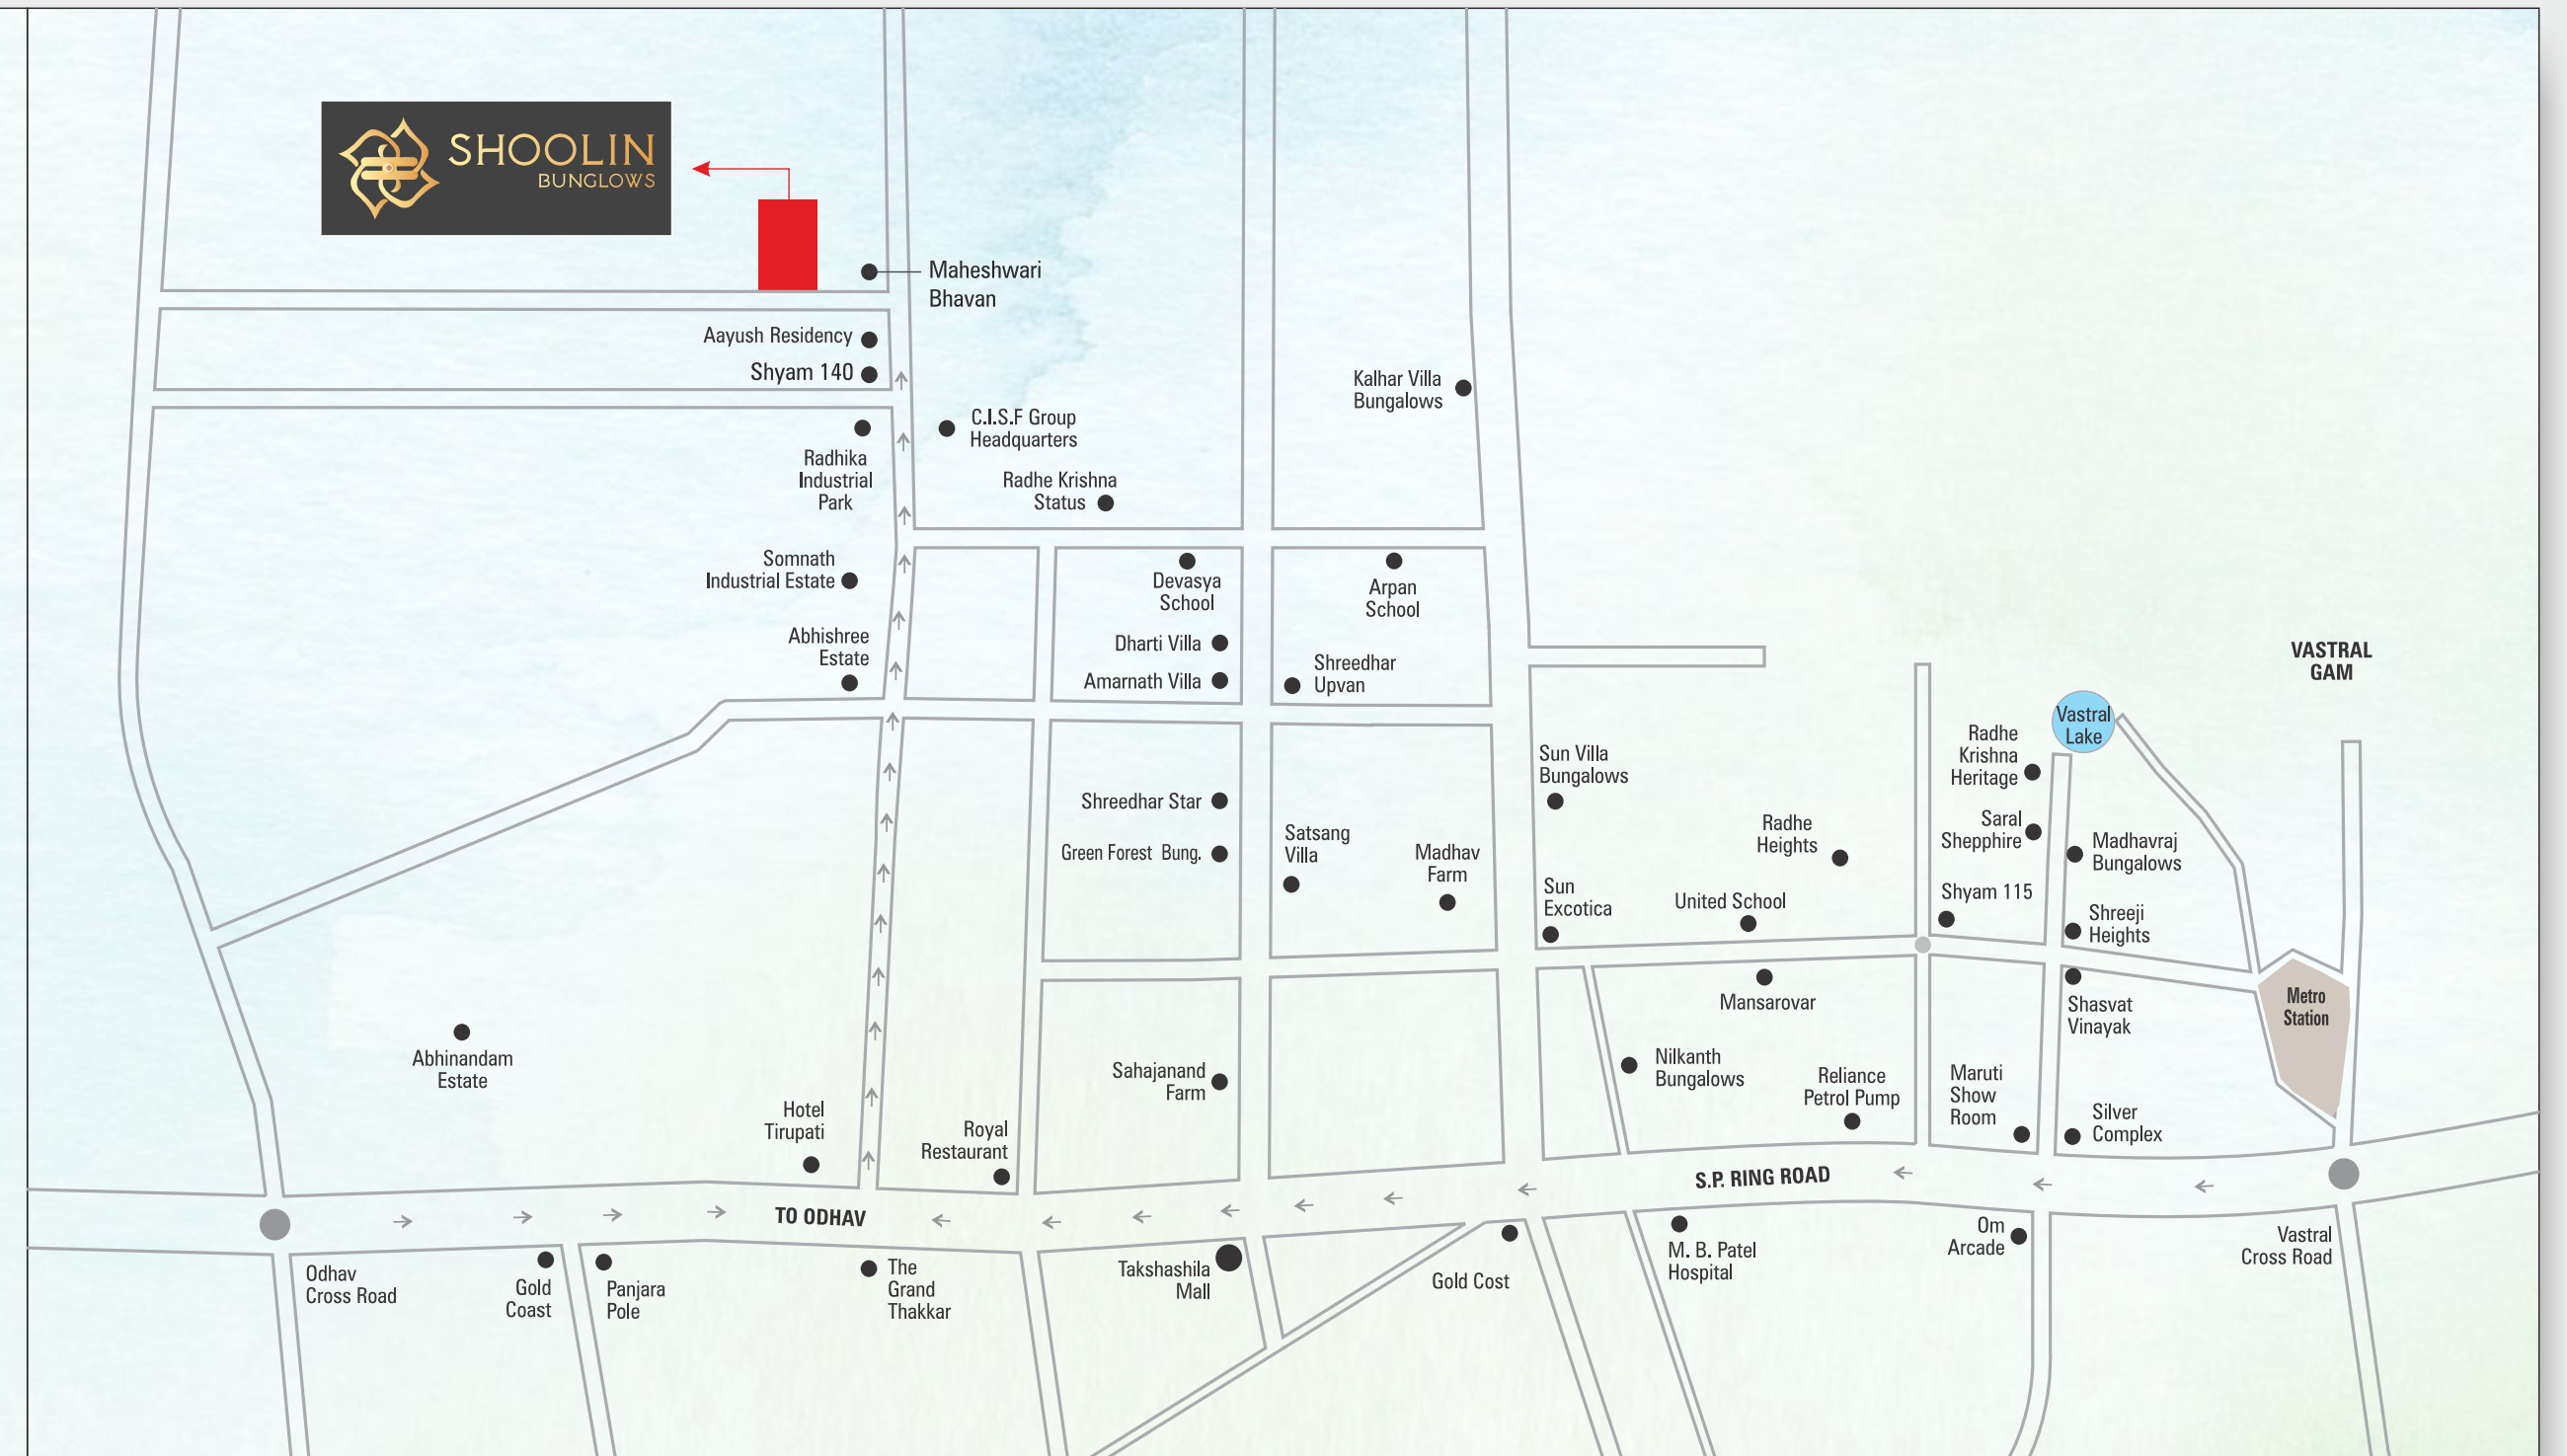 SHOOLIN
BUNGLOWS
Maheshwari
Bhavan
Aayush Residency
Shyam 140
Kalhar Villa
Bungalows
C.I.S.F Group
Headquarters
Radhika
Industrial
Park
Radhe Krishna
Status
Somnath
Industrial Estate
Devasya
School
Arpan
School
Abhishree
Estate
Dharti Villa
Amarnath Villa
Shreedhar
Upvan
VASTRAL
GAM
Vastral
Lake
Radhe
Krishna
Heritage
Sun Villa
Bungalows
Shreedhar Star
Green Forest Bung.
Satsang
Villa
Madhav
Farm
Radhe
Heights
Saral
Shepphire
Madhavraj
Bungalows
Sun
Excotica
United School
Shyam 115
Shreeji
Heights
Mansarovar
Shasvat
Vinayak
Metro
Station
Abhinandam
Estate
Sahajanand
Farm
Nilkanth
Bungalows
Reliance
Petrol Pump
Maruti
Show
Room
Silver
Complex
Hotel
Tirupati
Royal
Restaurant
S.P. RING ROAD
TO ODHAV
Odhav
Cross Road
Gold
Coast
Panjara
Pole
The
Grand
Thakkar
Takshashila
Mall
Gold Cost
M. B. Patel
Hospital
Om
Arcade
Vastral
Cross Road